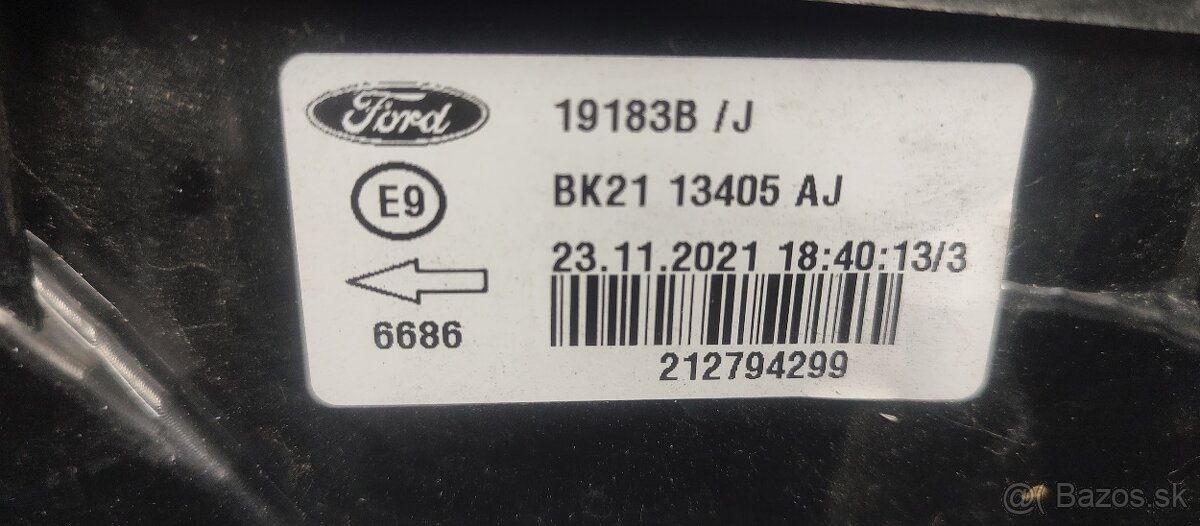 Ford
19183B /J
E9
BK21 13405 AJ
23.11.2021 18:40:13/3
6686
212794299
@ Bazos.sk